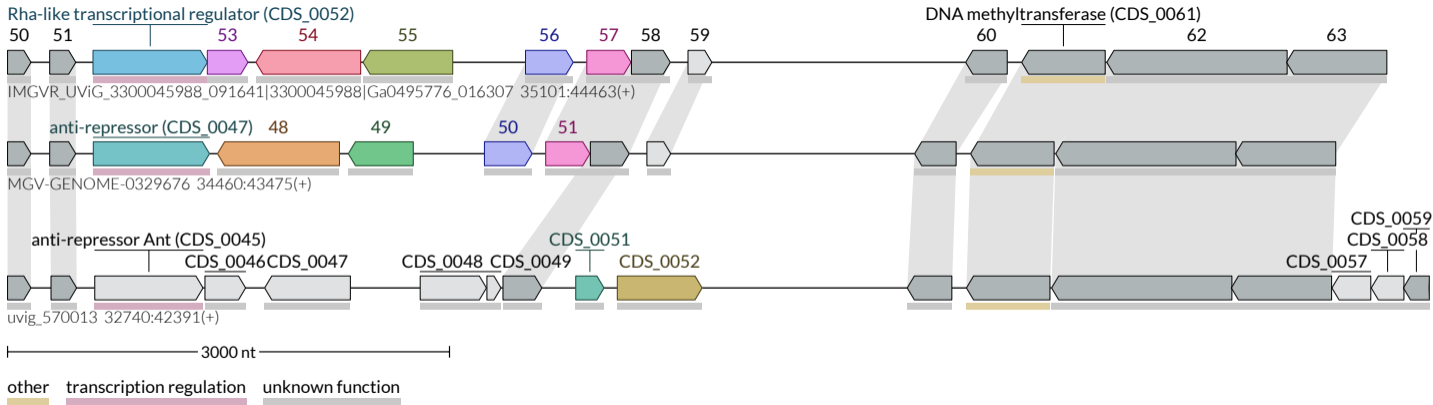 Rha-like transcriptional regulator (CDS_0052) DNA methyltransferase (CDS_0061)
50 51 53 54 55 56 57 58 59 60 62 63
IMGVR_UViG_3300045988_091641|3300045988|Ga0495776_016307 35101:44463(+)
anti-repressor (CDS_0047) 48 49 50 51
MGV-GENOME-0329676 34460:43475(+)
CDS_0059
anti-repressor Ant (CDS_0045) CDS_0051 CDS_0058
CDS_0046 CDS_0047 CDS_0048 CDS_0049 CDS_0052 CDS_0057
uvig_570013 32740:42391(+)
3000 nt
other transcription regulation unknown function